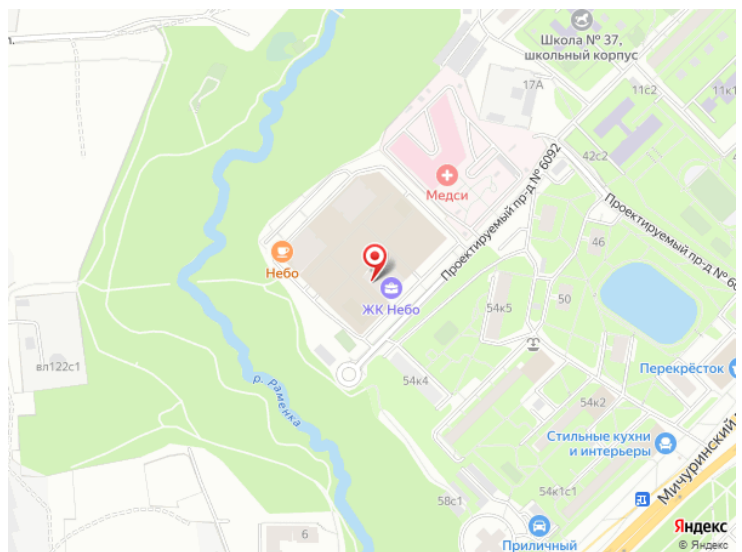 л.
Школа № 37,
школьный корпус
17А
11с2
11к1
42с2
Медси
Проектируемый пр-д № 6092
Проектируемый пр-д № 60
46
Небо
ЖК Небо
50
54к5
вл122с1
р. Раменка
54к4
Перекрёсток
54к2
Стильные кухни
и интерьеры
Мичуринский
58с1
54к1с1
6
Приличный
Яндекс
© Яндекс